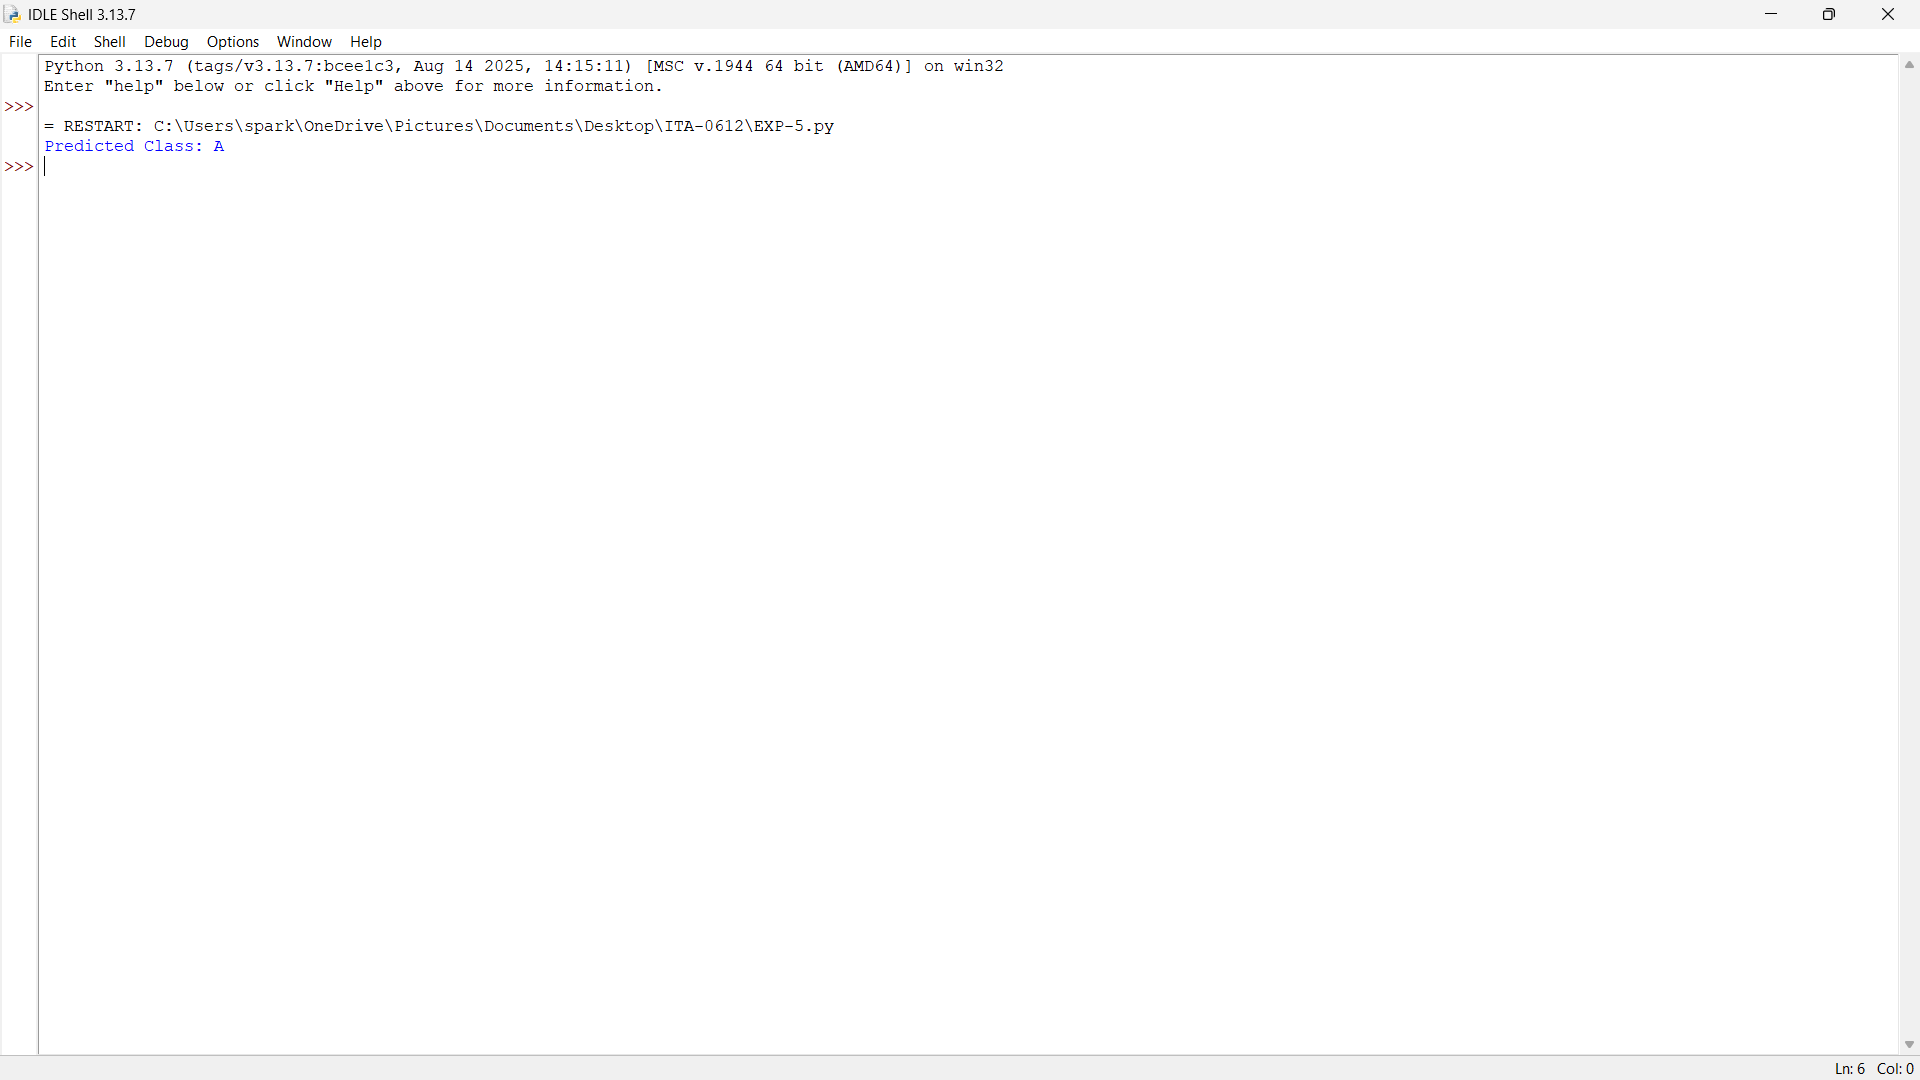 IDLE Shell 3.13.7
File Edit Shell Debug Options Window Help
Python 3.13.7 (tags/v3.13.7:bcee1c3, Aug 14 2025, 14:15:11) [MSC v.1944 64 bit (AMD64)] on win32
Enter "help" below or click "Help" above for more information.
>>>
= RESTART: C:\Users\spark\OneDrive\Pictures\Documents\Desktop\ITA-0612\EXP-5.py
Predicted Class: A
>>>
Ln: 6 Col: 0